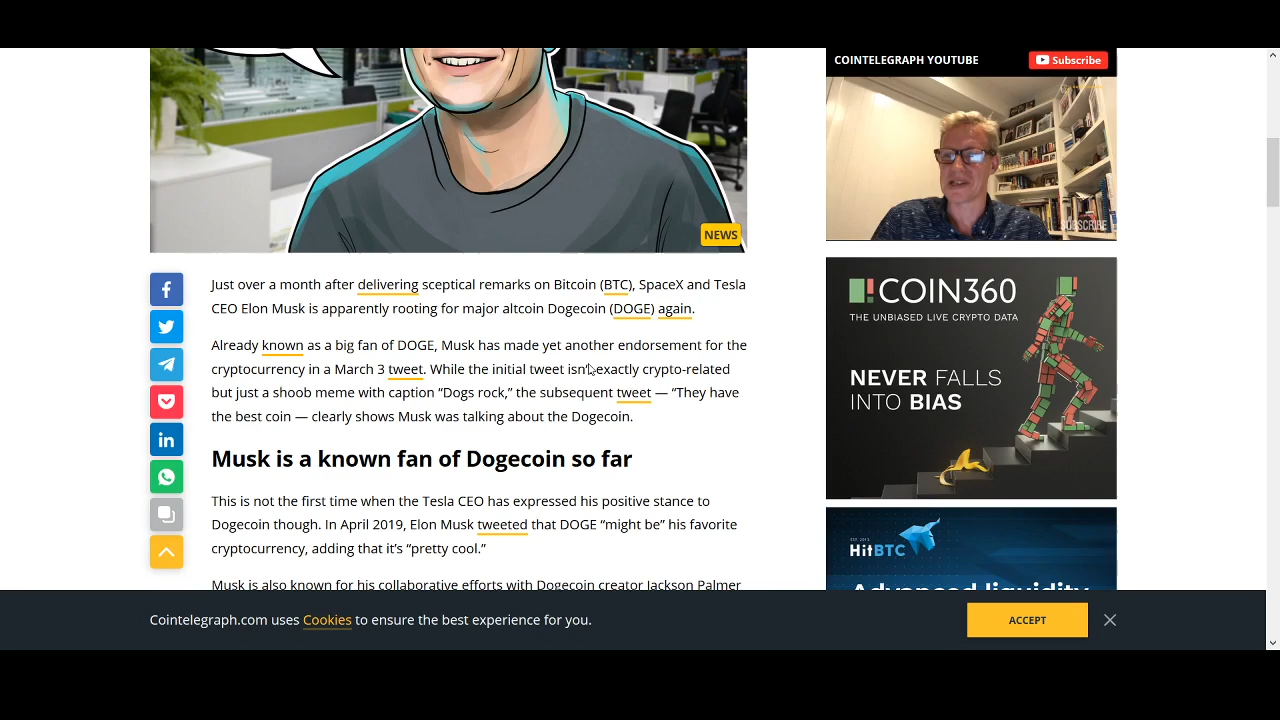 COINTELEGRAPH YOUTUBE
Subscribe
NEWS
SUBSCRIBE
Just over a month after delivering sceptical remarks on Bitcoin (BTC), SpaceX and Tesla
CEO Elon Musk is apparently rooting for major altcoin Dogecoin (DOGE) again.
Already known as a big fan of DOGE, Musk has made yet another endorsement for the
cryptocurrency in a March 3 tweet. While the initial tweet isn't exactly crypto-related
but just a shoob meme with caption “Dogs rock,” the subsequent tweet — “They have
the best coin — clearly shows Musk was talking about the Dogecoin.
Musk is a known fan of Dogecoin so far
This is not the first time when the Tesla CEO has expressed his positive stance to
Dogecoin though. In April 2019, Elon Musk tweeted that DOGE “might be” his favorite
cryptocurrency, adding that it’s “pretty cool.”
Musk is also known for his collaborative efforts with Dogecoin creator Jackson Palmer
COIN360
THE UNBIASED LIVE CRYPTO DATA
NEVER FALLS
INTO BIAS
EST 2013
HitBTC
Advanced liquidity
Cointelegraph.com uses Cookies to ensure the best experience for you.
ACCEPT